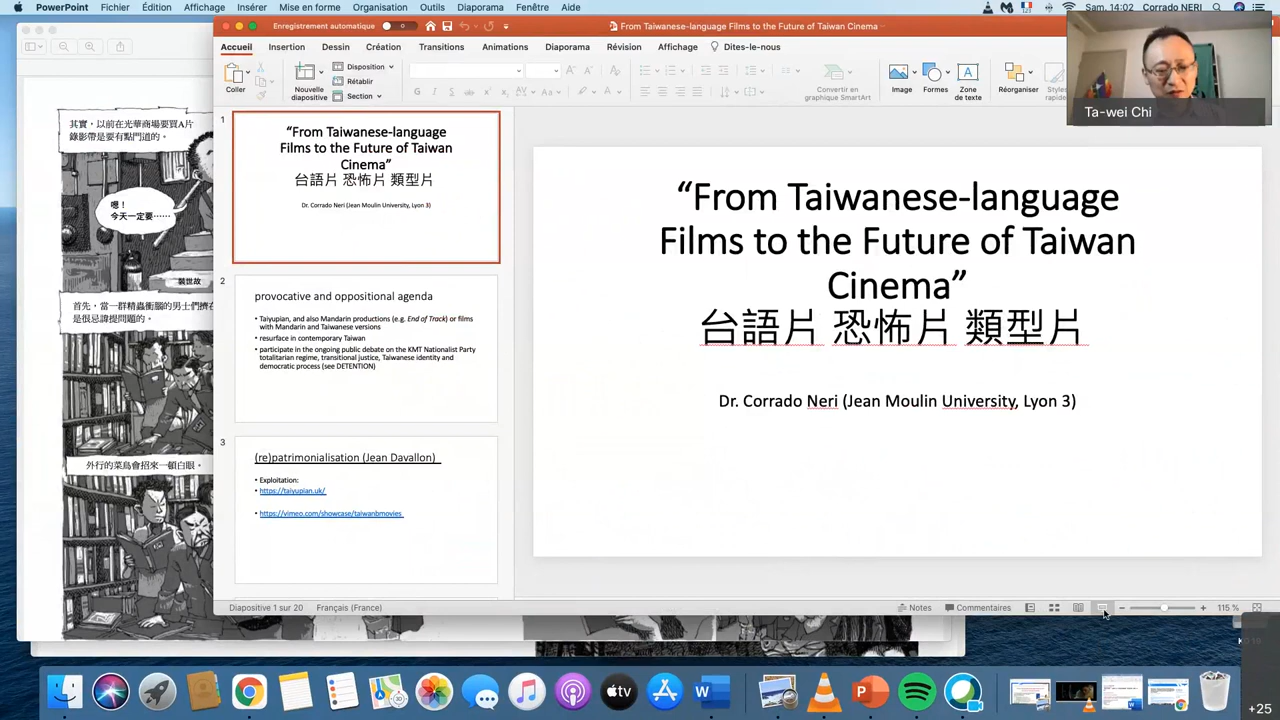 PowerPoint Fichier Édition Affichage Insérer Mise en forme Organiser Outils Diaporama Fenêtre Aide
Sam. 14:02 Corrado NERI
Enregistrement automatique
From Taiwanese-language Films to the Future of Taiwan Cinema
Accueil Insertion Dessin Création Transitions Animations Diaporama Révision Affichage Dites-le-nous
Coller
Nouvelle
diapositive
Disposition
Rétablir
Section
Convertir en
graphique SmartArt
Image
Formes
Zone
de texte
Réorganiser
Styles
Ta-wei Chi
其實，以前在光華商場要買A片
錄影帶是要有點門道的。
嗯！
今天一定要⋯⋯
裝世故
首先，當一群精蟲衝腦的男士們擠在
是很忌諱提問題的。
外行的菜鳥會招來一頓白眼。
1
“From Taiwanese-language
Films to the Future of Taiwan
Cinema”
台語片 恐怖片 類型片
Dr. Corrado Neri (Jean Moulin University, Lyon 3)
2
provocative and oppositional agenda
• Taiyupian, and also Mandarin productions (e.g. End of Track) or films
with Mandarin and Taiwanese versions
• resurface in contemporary Taiwan
• participate in the ongoing public debate on the KMT Nationalist Party
totalitarian regime, transitional justice, Taiwanese identity and
democratic process (see DETENTION)
3
(re)patrimonialisation (Jean Davallon)
• Exploitation:
• https://taiyupian.uk/
• https://vimeo.com/showcase/taiwanbmovies
“From Taiwanese-language
Films to the Future of Taiwan
Cinema”
台語片 恐怖片 類型片
Dr. Corrado Neri (Jean Moulin University, Lyon 3)
Diapositive 1 sur 20 Français (France)
Notes Commentaires 115 %
+25